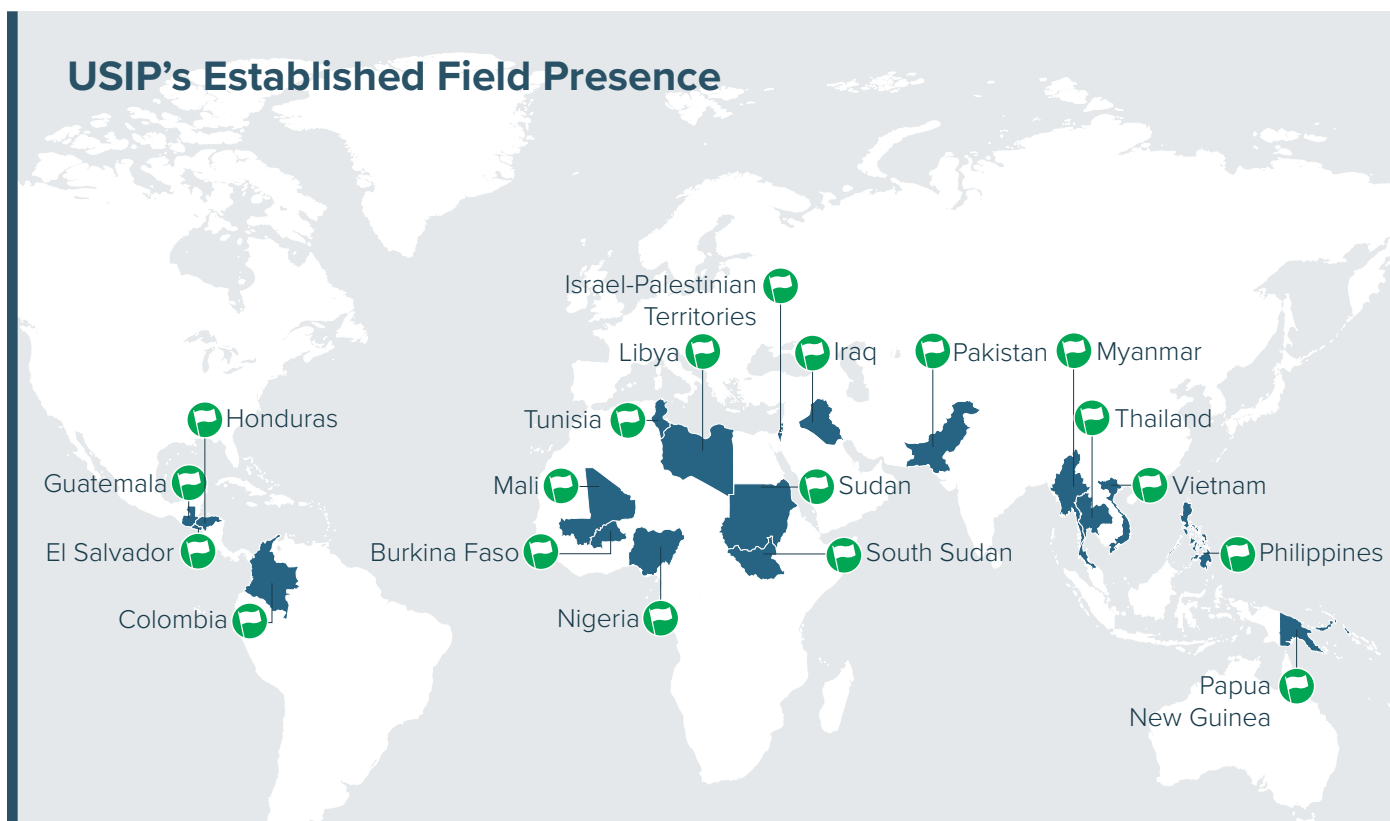 USIP's Established Field Presence
Israel-Palestinian
Territories
Libya
Iraq
Pakistan
Myanmar
Honduras
Tunisia
Thailand
Guatemala
Mali
Sudan
Vietnam
El Salvador
Burkina Faso
South Sudan
Philippines
Colombia
Nigeria
Papua
New Guinea